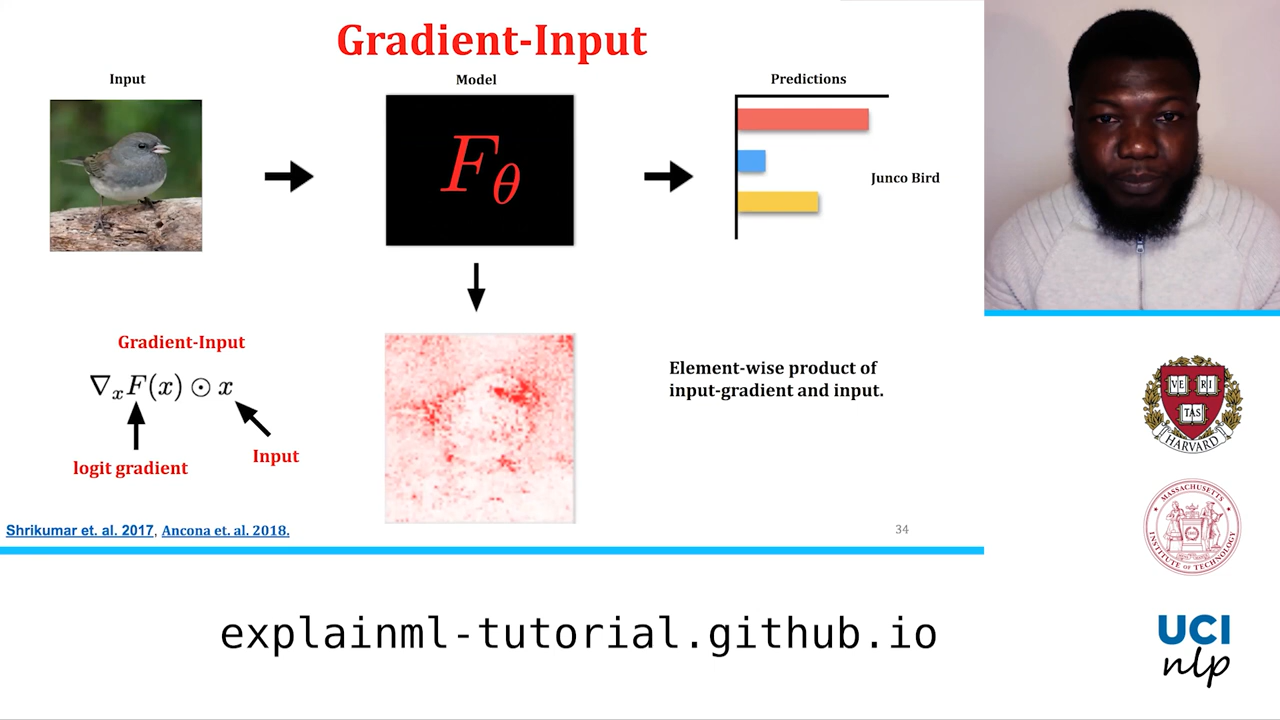 Gradient-Input
Input
Model
Predictions
F_θ
Junco Bird
Gradient-Input
∇_x F(x) ⊙ x
logit gradient
Input
Element-wise product of
input-gradient and input.
Shrikumar et. al. 2017, Ancona et. al. 2018.
34
VE RI
TAS
HARVARD
MASSACHUSETTS
INSTITUTE OF TECHNOLOGY
UCI
nlp
explainml-tutorial.github.io